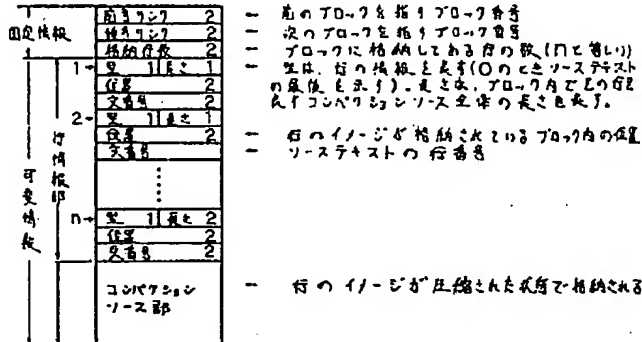 固定情報
前方リンク 2 － 前のブロックを指すブロック番号
後方リンク 2 － 次のブロックを指すブロック番号
格納行数 2 － ブロックに格納してある行の数(nと等しい)
1→ 型 1 長さ 1 － 型は、行の情報を表す(0のときソーステキスト
位置 2 の最後を示す)。長さは、ブロック内でその行を
文番号 2 表すコンパクションソース全体の長さを表す。
2→ 型 1 長さ 1
位置 2 － 行のイメージが格納されているブロック内の位置
文番号 2 － ソーステキストの行番号
行情報部
可変情報
n→ 型 1 長さ 2
位置 2
文番号 2
コンパクション
ソース部
－ 行のイメージが圧縮された状態で格納される